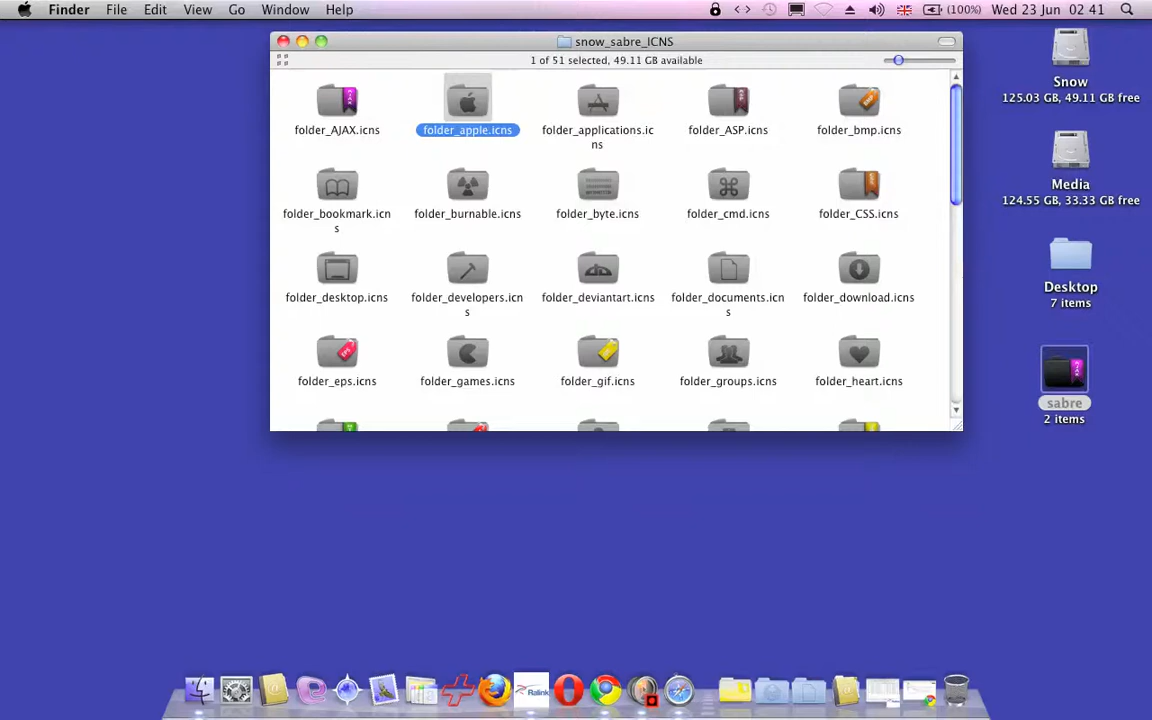 Finder File Edit View Go Window Help (100%) Wed 23 Jun 02 41
snow_sabre_ICNS
1 of 51 selected, 49.11 GB available
folder_AJAX.icns folder_apple.icns folder_applications.ic folder_ASP.icns folder_bmp.icns
ns
folder_bookmark.icn folder_burnable.icns folder_byte.icns folder_cmd.icns folder_CSS.icns
s
folder_desktop.icns folder_developers.icn folder_deviantart.icns folder_documents.icn folder_download.icns
s s
folder_eps.icns folder_games.icns folder_gif.icns folder_groups.icns folder_heart.icns
Snow
125.03 GB, 49.11 GB free
Media
124.55 GB, 33.33 GB free
Desktop
7 items
sabre
2 items
Ralink